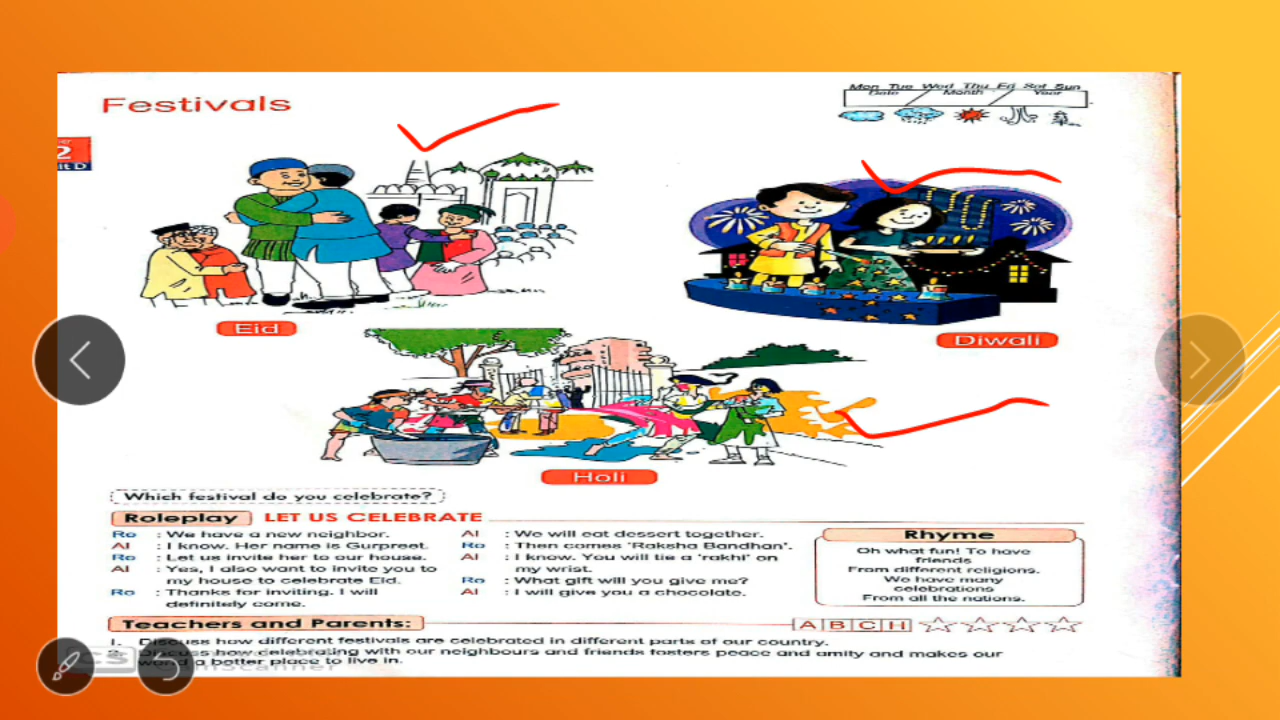 Festivals
Mon Tue Wed Thu Fri Sat Sun
Date Month Year
2
it D
Eid
Diwali
Holi
Which festival do you celebrate?
Roleplay LET US CELEBRATE
Ro : We have a new neighbor.
Al : I know. Her name is Gurpreet.
Ro : Let us invite her to our house.
Al : Yes, I also want to invite you to
my house to celebrate Eid.
Ro : Thanks for inviting. I will
definitely come.
Al : We will eat dessert together.
Ro : Then comes 'Raksha Bandhan'.
Al : I know. You will tie a 'rakhi' on
my wrist.
Ro : What gift will you give me?
Al : I will give you a chocolate.
Rhyme
Oh what fun! To have
friends
From different religions.
We have many
celebrations
From all the nations.
Teachers and Parents:
A B C H
1. Discuss how different festivals are celebrated in different parts of our country.
2. Discuss how celebrating with our neighbours and friends fosters peace and amity and makes our
world a better place to live in.
CS